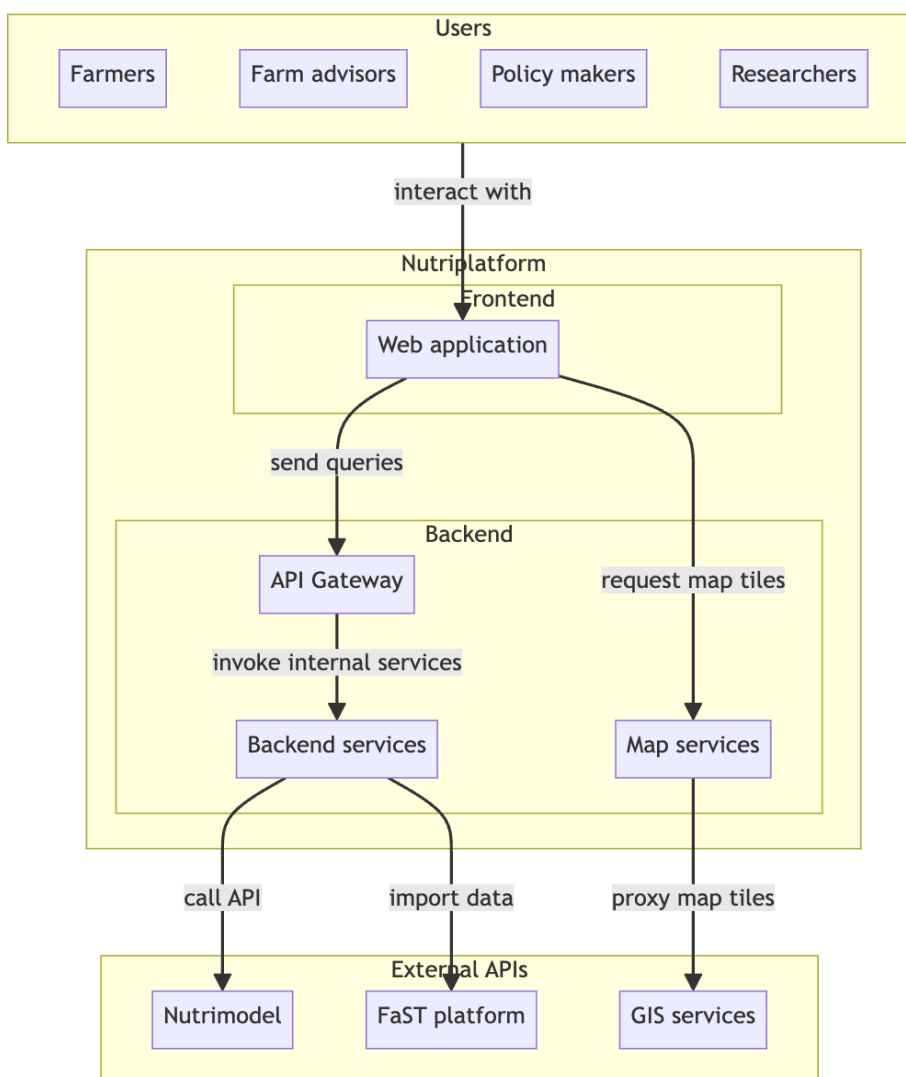 Users
Farmers
Farm advisors
Policy makers
Researchers
interact with
Nutriplatform
Frontend
Web application
send queries
Backend
API Gateway
request map tiles
invoke internal services
Backend services
Map services
call API
import data
proxy map tiles
External APIs
Nutrimodel
FaST platform
GIS services